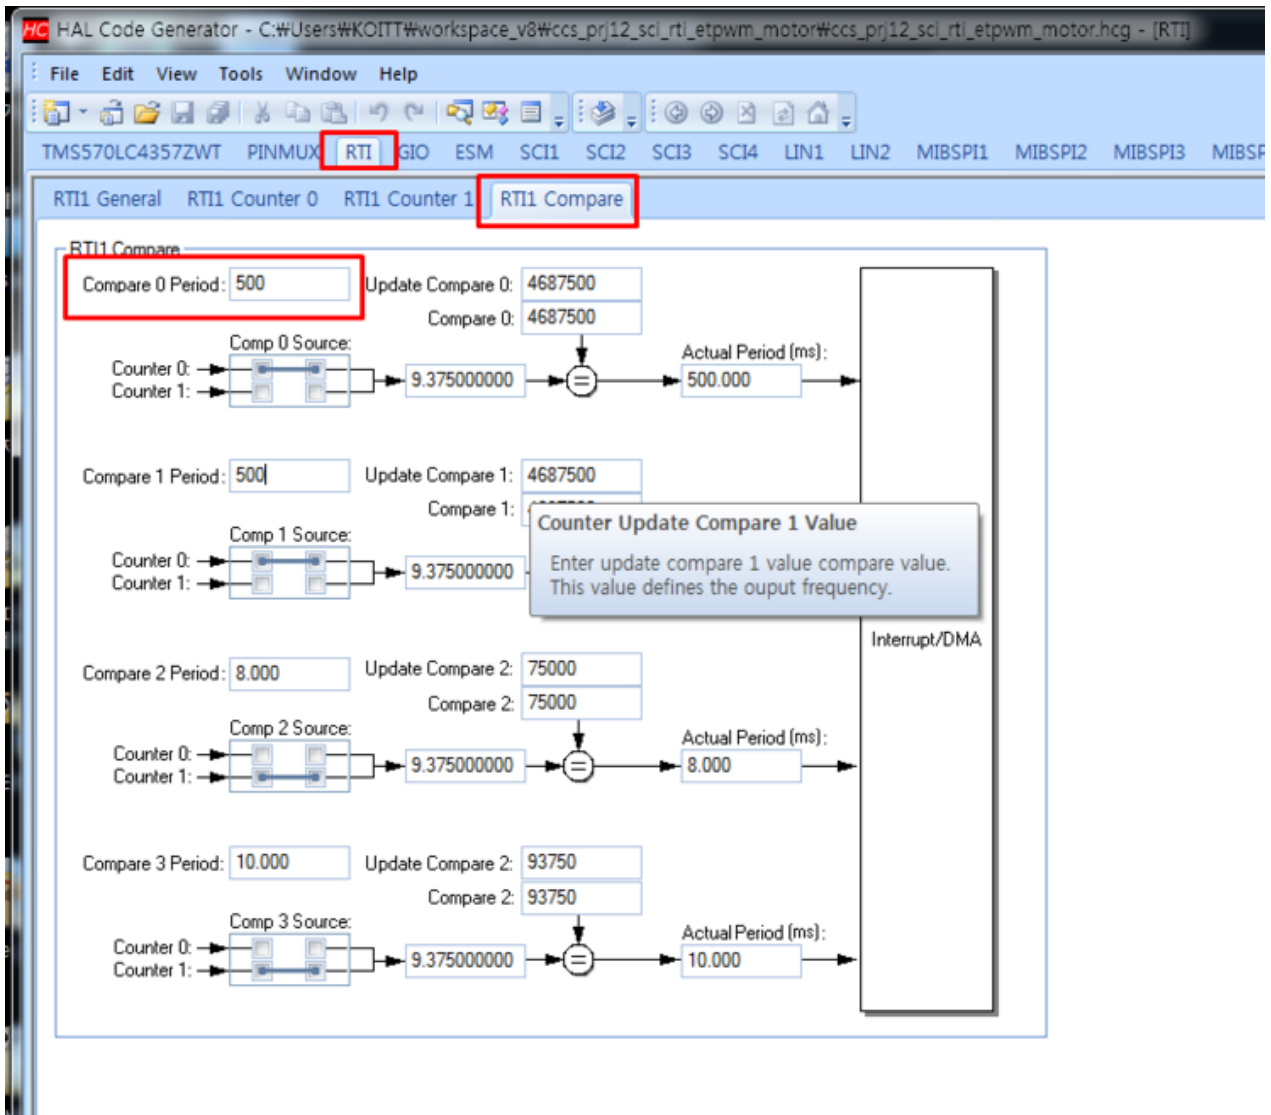 HC HAL Code Generator - C:₩Users₩KOITT₩workspace_v8₩ccs_prj12_sci_rti_etpwm_motor₩ccs_prj12_sci_rti_etpwm_motor.hcg - [RTI]
File Edit View Tools Window Help
TMS570LC4357ZWT PINMUX RTI GIO ESM SCI1 SCI2 SCI3 SCI4 LIN1 LIN2 MIBSPI1 MIBSPI2 MIBSPI3 MIBSP
RTI1 General RTI1 Counter 0 RTI1 Counter 1 RTI1 Compare
RTI1 Compare
Compare 0 Period: 500 Update Compare 0: 4687500
Compare 0: 4687500
Comp 0 Source: Actual Period (ms):
Counter 0: 9.375000000 = 500.000
Counter 1:
Compare 1 Period: 500 Update Compare 1: 4687500
Compare 1:
Counter Update Compare 1 Value
Comp 1 Source:
Enter update compare 1 value compare value.
Counter 0: 9.375000000
Counter 1:
This value defines the ouput frequency.
Interrupt/DMA
Compare 2 Period: 8.000 Update Compare 2: 75000
Compare 2: 75000
Comp 2 Source: Actual Period (ms):
Counter 0: 9.375000000 = 8.000
Counter 1:
Compare 3 Period: 10.000 Update Compare 2: 93750
Compare 2: 93750
Comp 3 Source: Actual Period (ms):
Counter 0: 9.375000000 = 10.000
Counter 1: